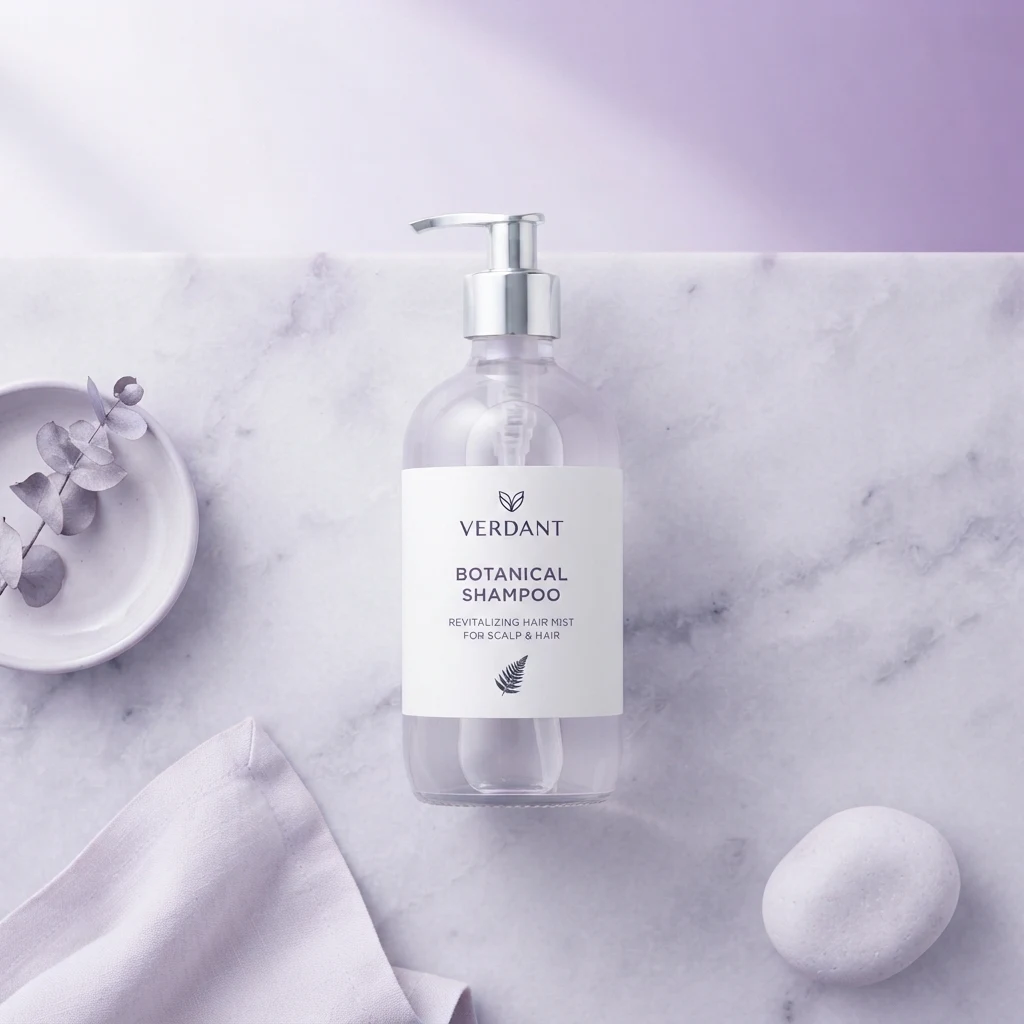 VERDANT
BOTANICAL
SHAMPOO
REVITALIZING HAIR MIST
FOR SCALP & HAIR